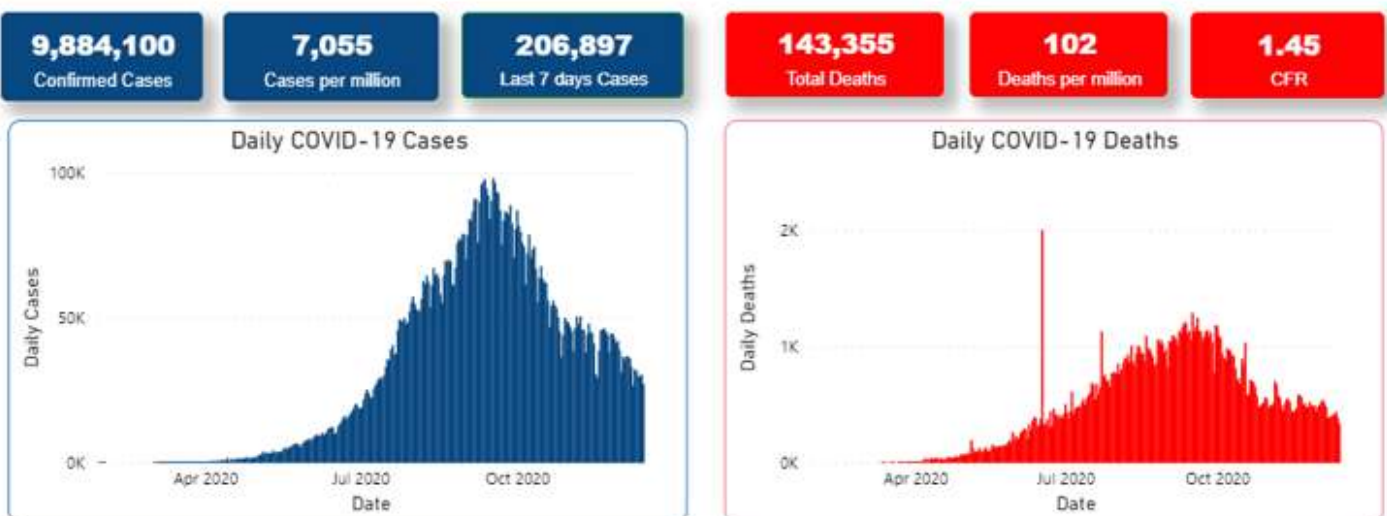 9,884,100
Confirmed Cases
7,055
Cases per million
206,897
Last 7 days Cases
143,355
Total Deaths
102
Deaths per million
1.45
CFR
Daily COVID-19 Cases
100K
50K
0K
Daily Cases
Apr 2020
Jul 2020
Oct 2020
Date
Daily COVID-19 Deaths
2K
1K
0K
Daily Deaths
Apr 2020
Jul 2020
Oct 2020
Date